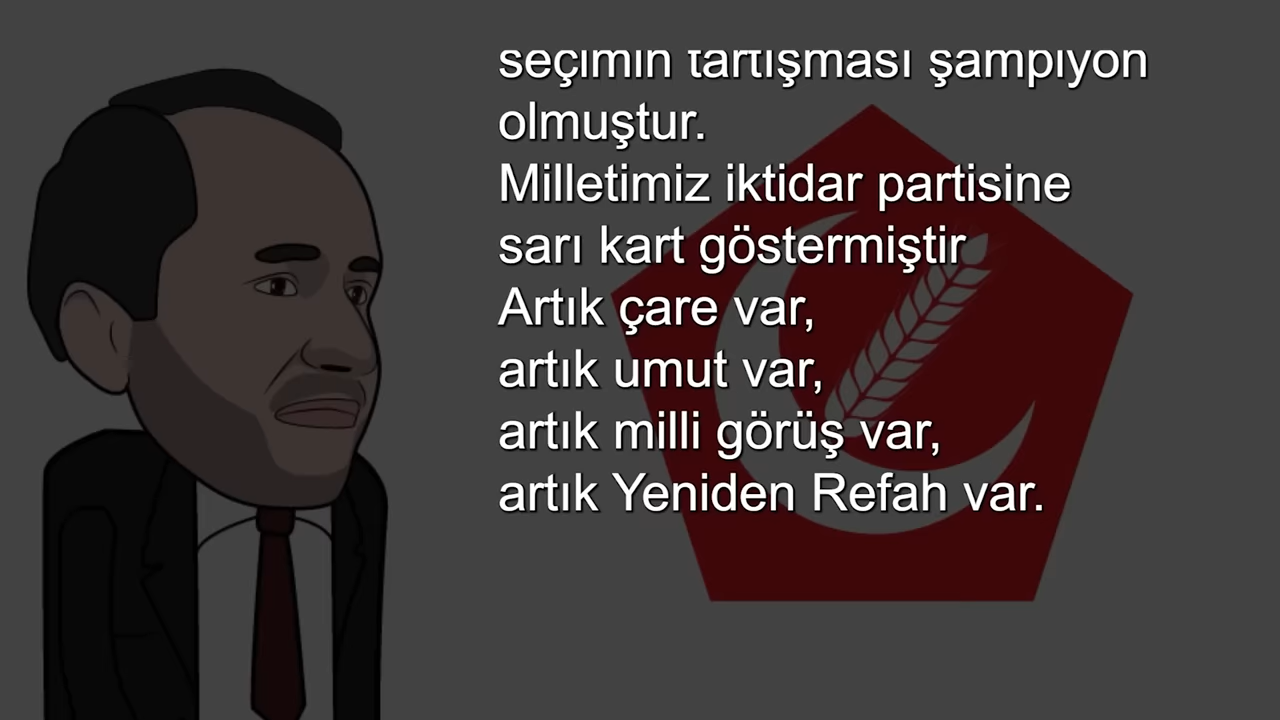 seçimin tartışması şampiyon
olmuştur.
Milletimiz iktidar partisine
sarı kart göstermiştir
Artık çare var,
artık umut var,
artık milli görüş var,
artık Yeniden Refah var.